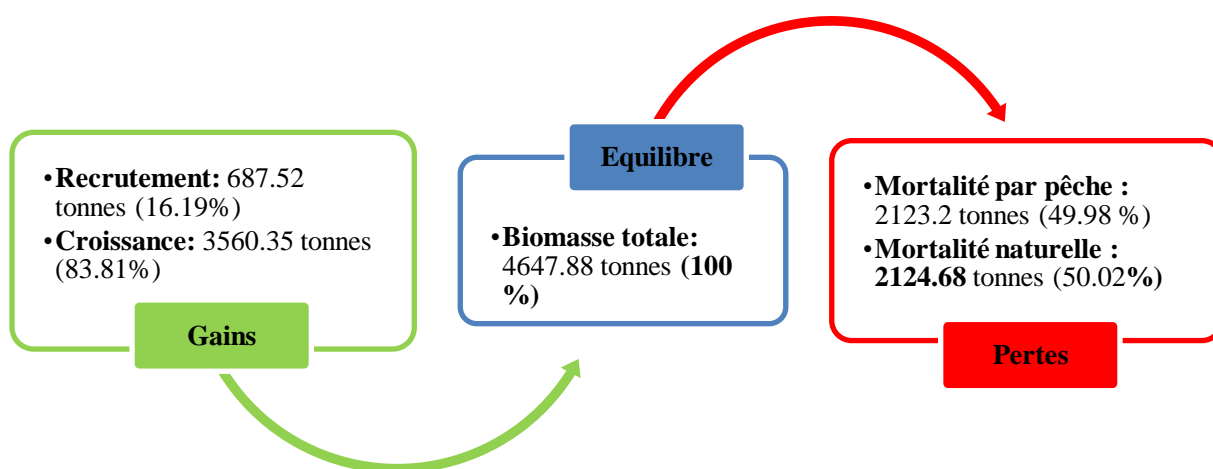 •Recrutement: 687.52
tonnes (16.19%)
•Croissance: 3560.35 tonnes
(83.81%)
Gains
Equilibre
•Biomasse totale:
4647.88 tonnes (100
%)
•Mortalité par pêche :
2123.2 tonnes (49.98 %)
•Mortalité naturelle :
2124.68 tonnes (50.02%)
Pertes